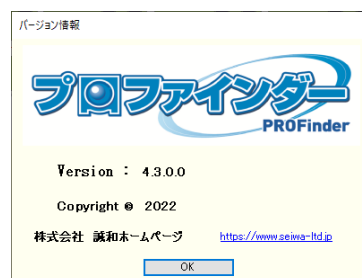 バージョン情報
プロファインダー
PROFinder
Version : 4.3.0.0
Copyright © 2022
株式会社 誠和ホームページ https://www.seiwa-ltd.jp
OK